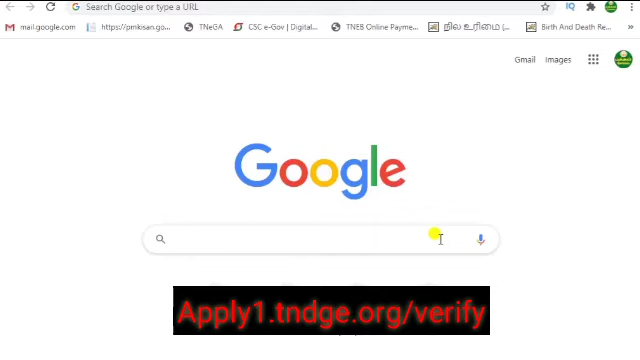 Search Google or type a URL
mail.google.com
https://pmkisan.go...
TNeGA
CSC e-Gov | Digital...
TNEB Online Payme...
நில உரிமை (...
Birth And Death Re...
Gmail
Images
Google
Apply1.tndge.org/verify